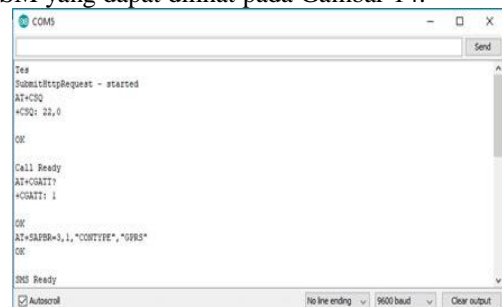 SM yang dapat dilihat pada Gambar 14.
COM5
Send
Tes
SubmitHttpRequest - started
AT+CSQ
+CSQ: 22,0
OK
Call Ready
AT+CGATT?
+CGATT: 1
OK
AT+SAPBR=3,1,"CONTYPE","GPRS"
OK
SMS Ready
Autoscroll
No line ending
9600 baud
Clear output